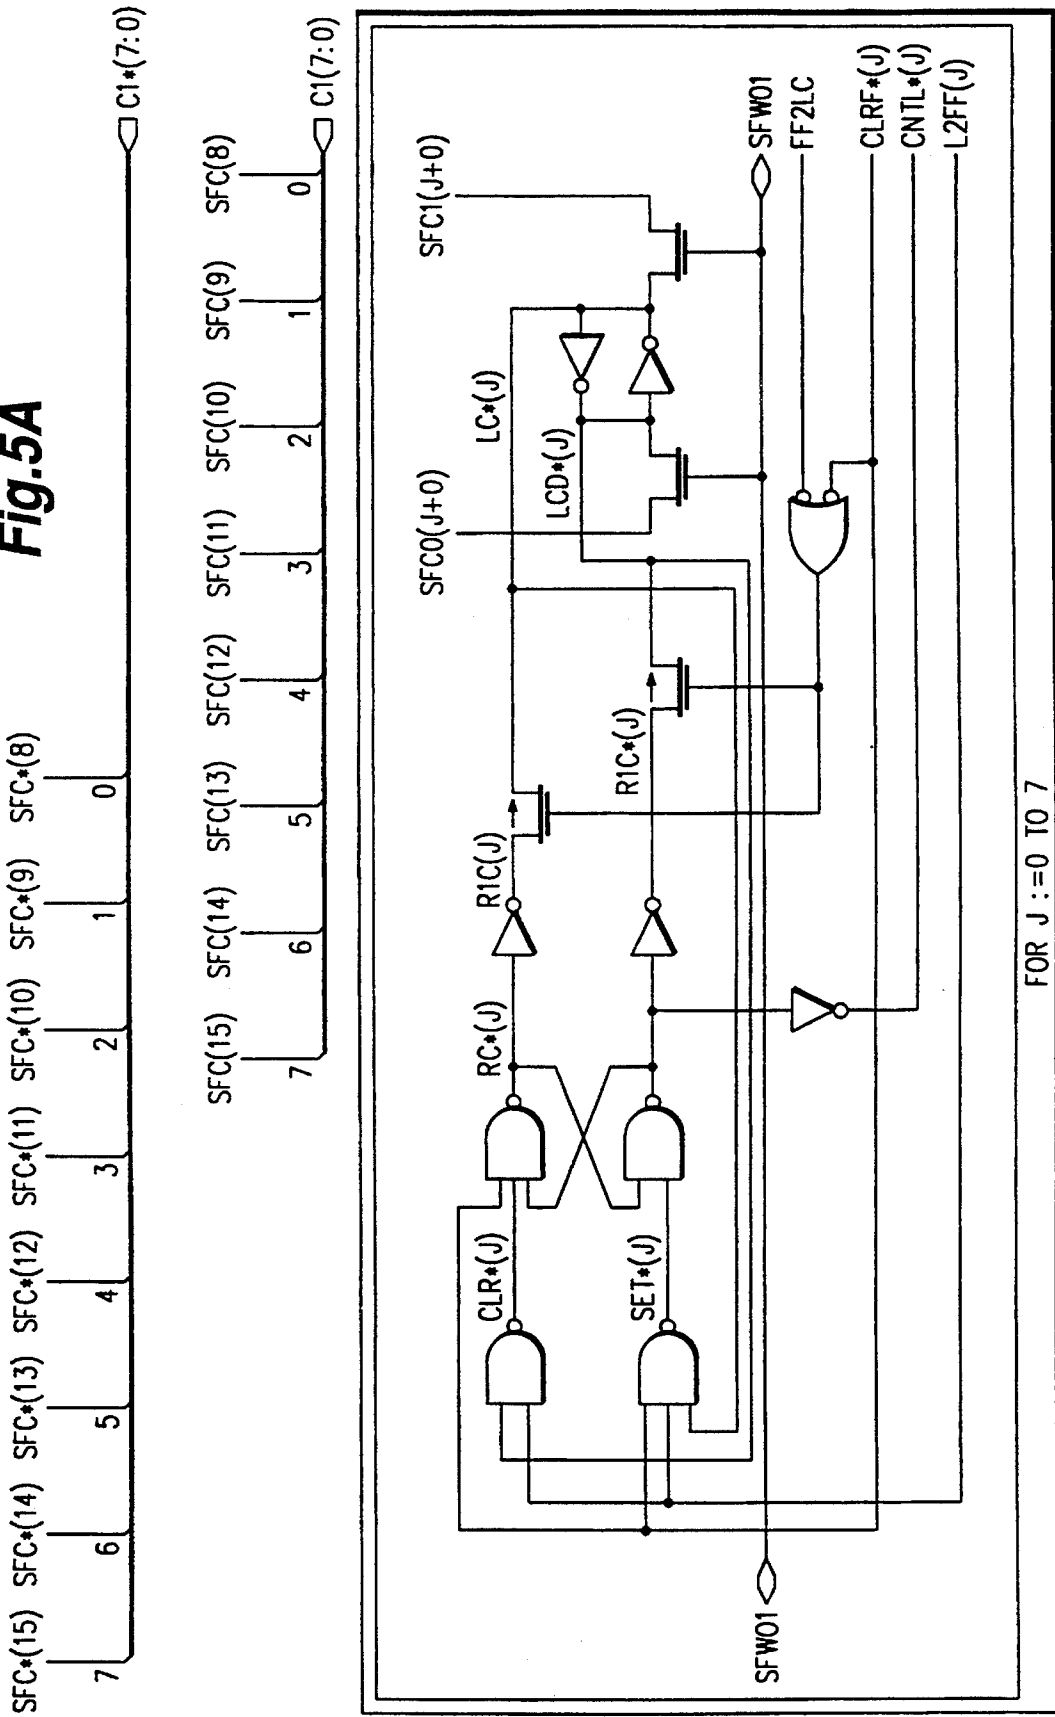 Fig.5A
SFC*(15) SFC*(14) SFC*(13) SFC*(12) SFC*(11) SFC*(10) SFC*(9) SFC*(8)
7 6 5 4 3 2 1 0
C1*(7:0)
SFC(15) SFC(14) SFC(13) SFC(12) SFC(11) SFC(10) SFC(9) SFC(8)
7 6 5 4 3 2 1 0
C1(7:0)
SFC0(J+0)
SFC1(J+0)
CLR*(J)
RC*(J)
R1C(J)
LC*(J)
LCD*(J)
SET*(J)
R1C*(J)
SFW01
SFW01
FF2LC
CLRF*(J)
CNTL*(J)
L2FF(J)
FOR J :=0 TO 7